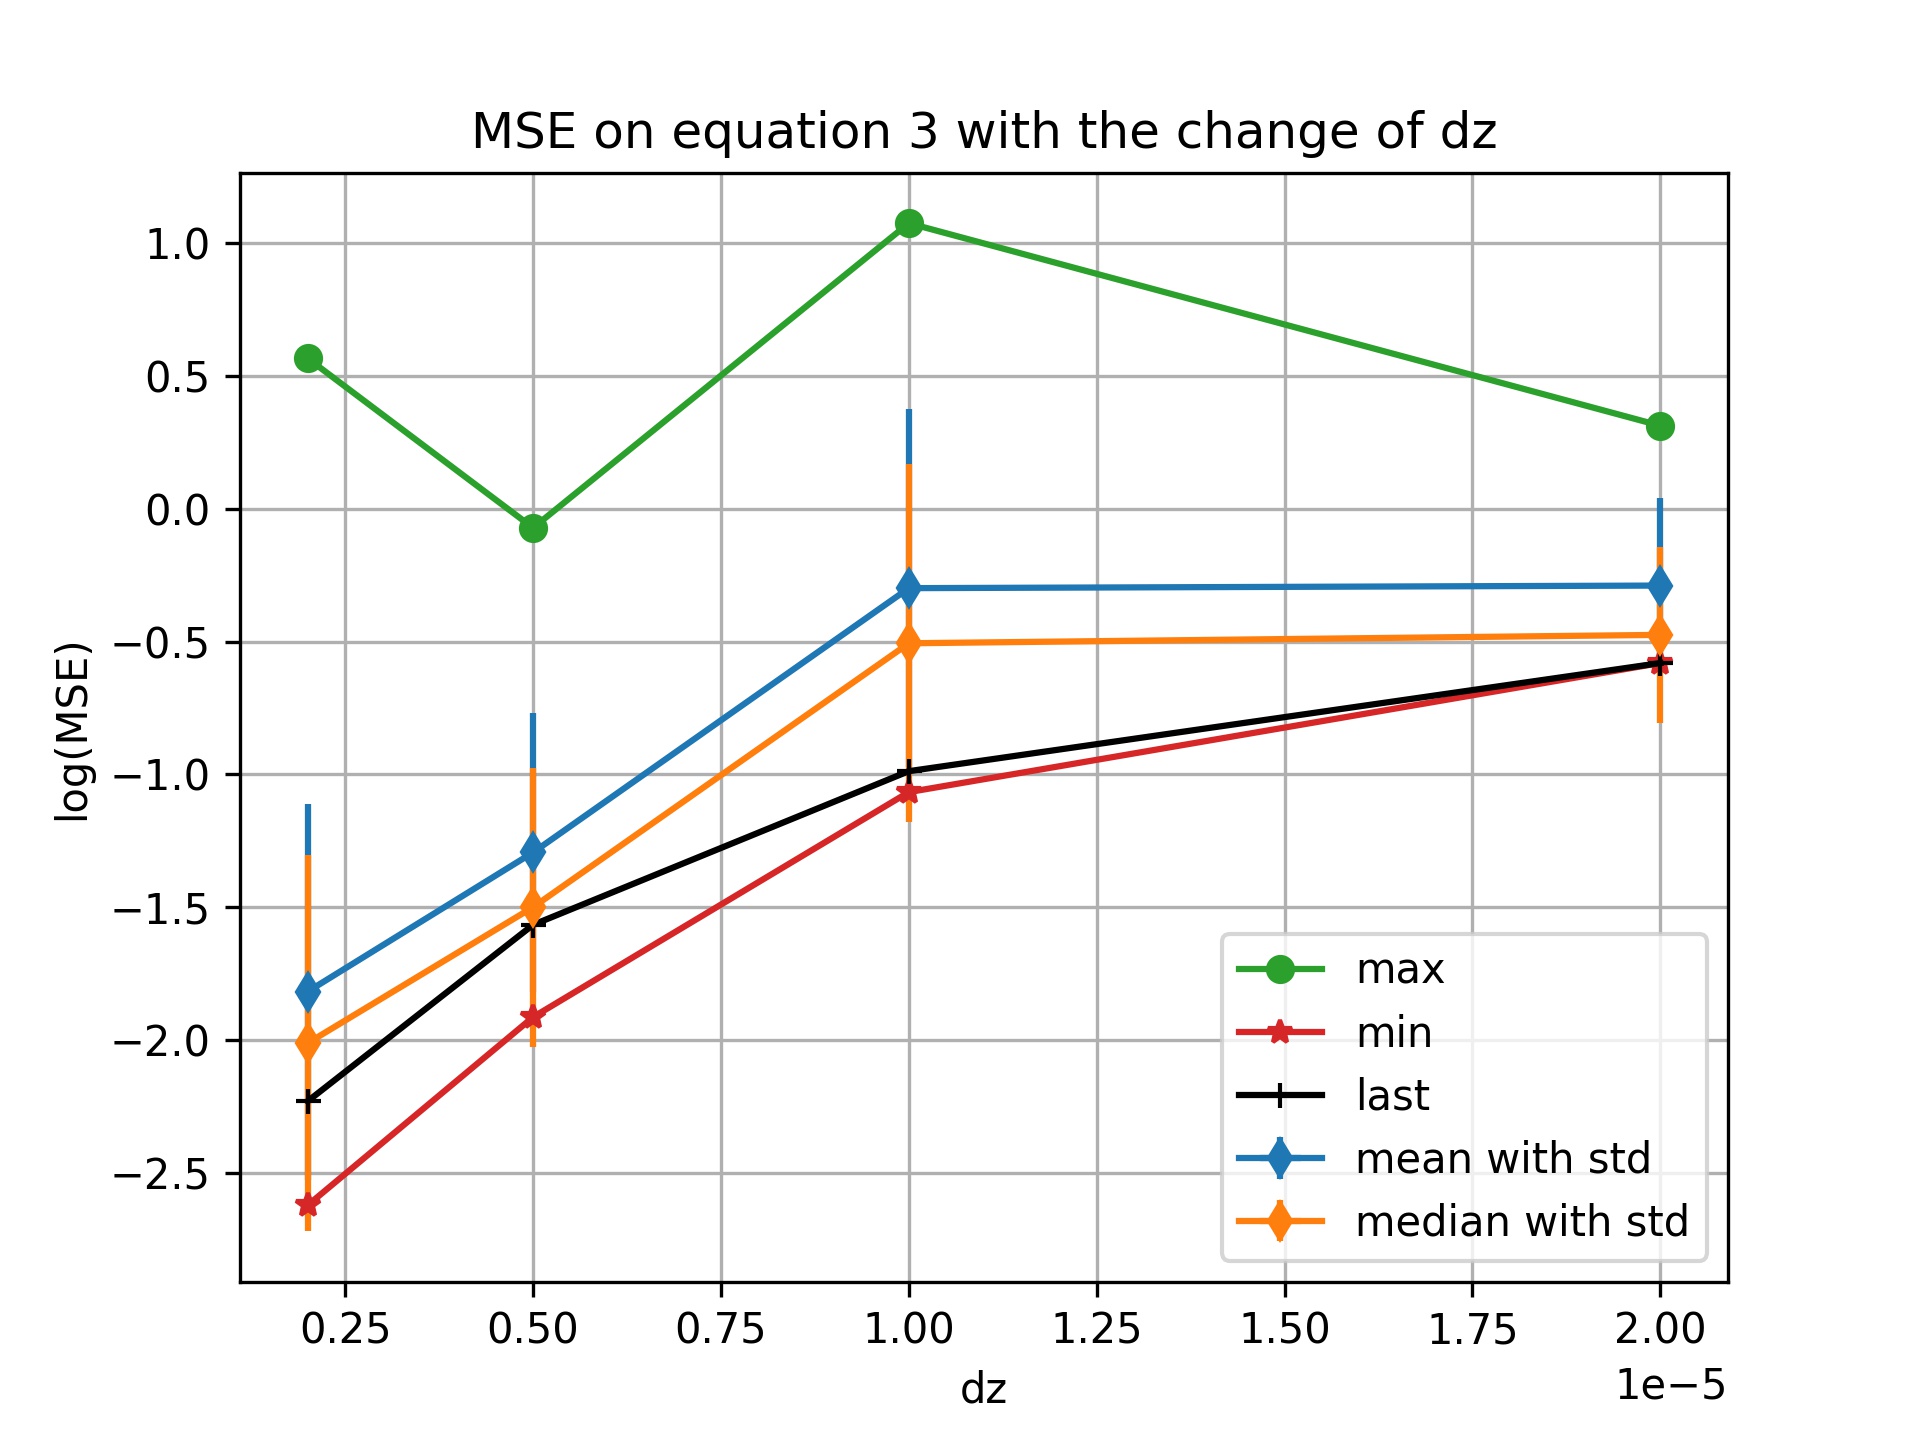 MSE on equation 3 with the change of dz
log(MSE)
1.0
0.5
0.0
−0.5
−1.0
−1.5
−2.0
−2.5
max
min
last
mean with std
median with std
0.25 0.50 0.75 1.00 1.25 1.50 1.75 2.00
1e−5
dz